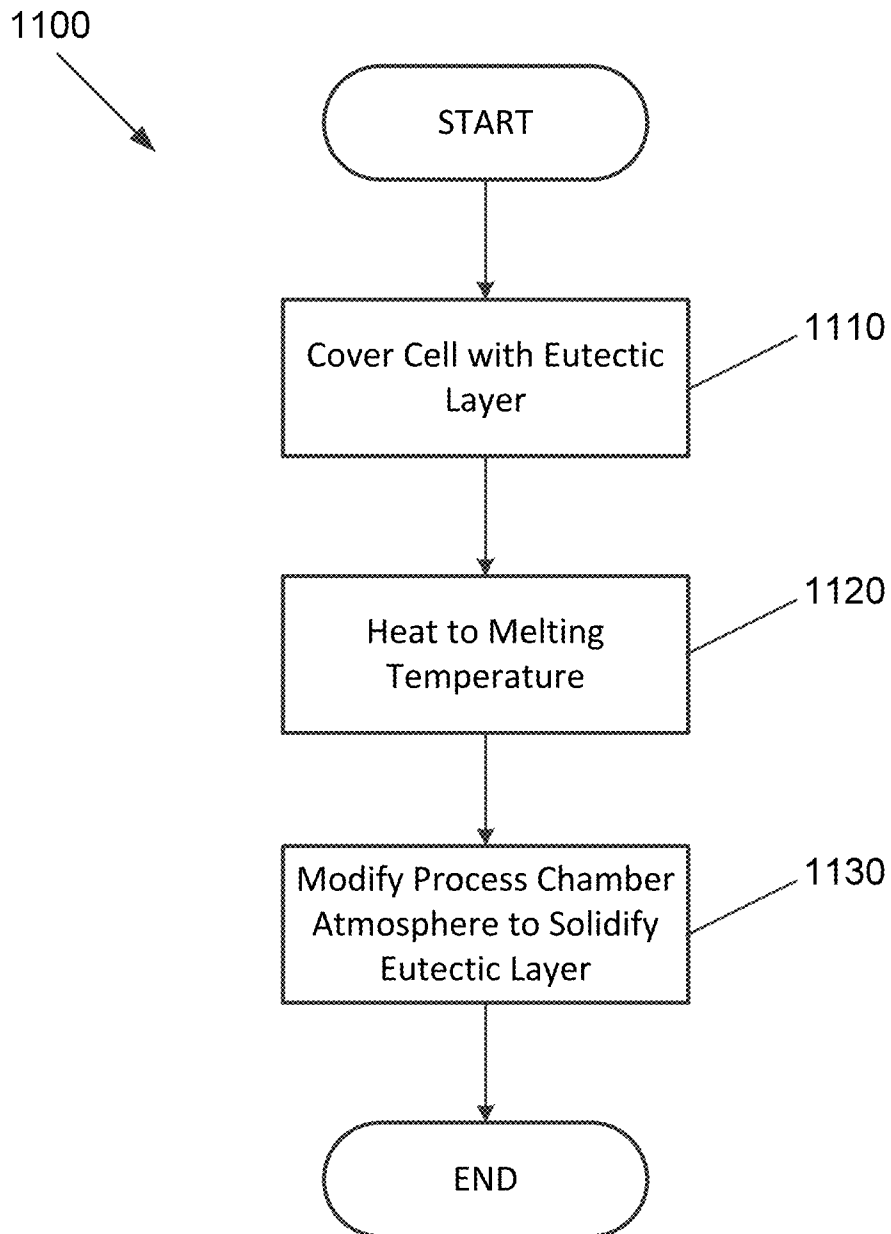 1100
START
Cover Cell with Eutectic
Layer
1110
Heat to Melting
Temperature
1120
Modify Process Chamber
Atmosphere to Solidify
Eutectic Layer
1130
END